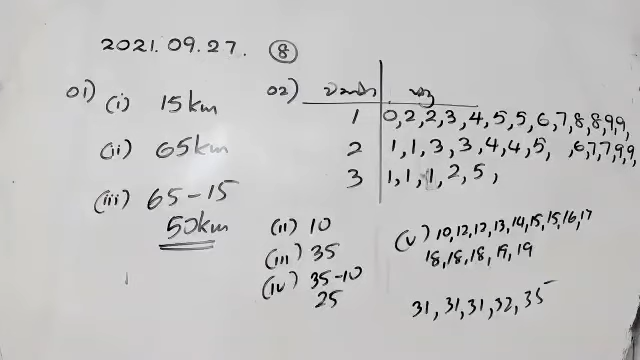 2021.09.27. 8
01) (i) 15km
(ii) 65km
(iii) 65-15
50km
02)
1 | 0,2,2,3,4,5,5,6,7,8,8,9,9,
2 | 1,1,3,3,4,4,5, ,6,7,7,9,9,
3 | 1,1,1,2,5,
(ii) 10
(iii) 35
(iv) 35-10
25
(v) 10,12,12,13,14,15,15,16,17
18,18,18,19,19
31,31,31,32,35